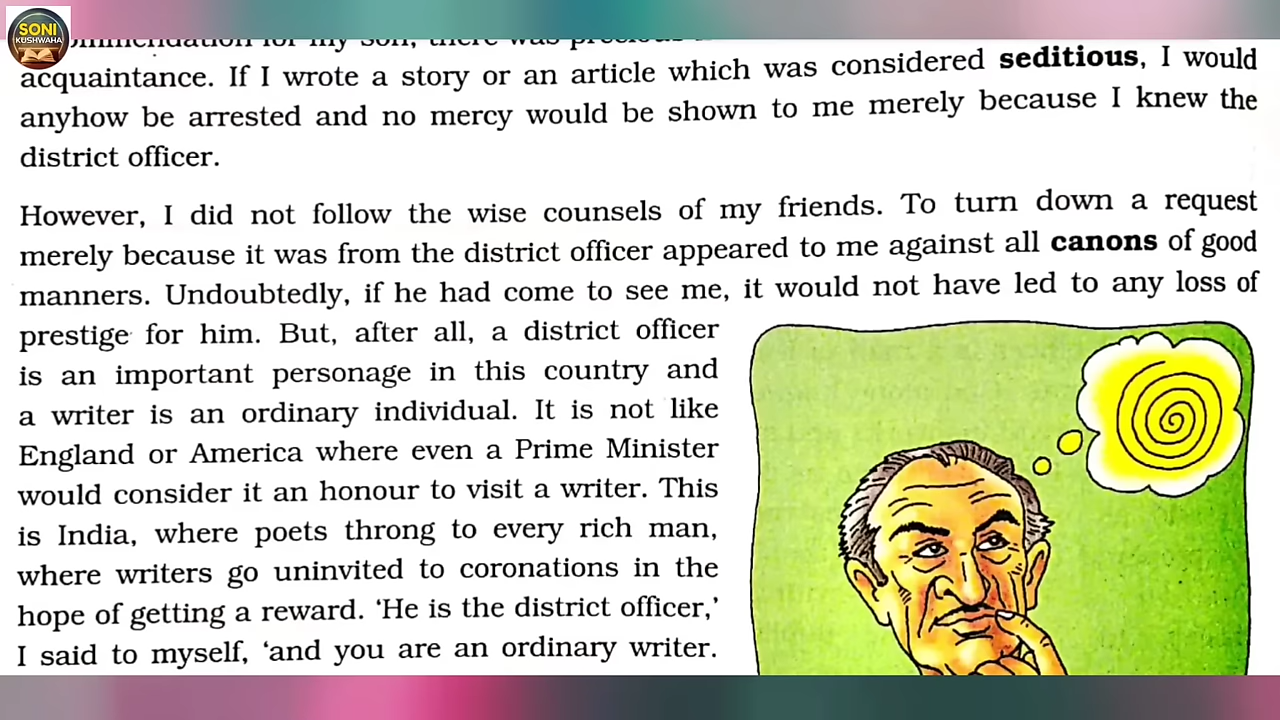 SONI
KUSHWAHA
commendation for my son, there was
acquaintance. If I wrote a story or an article which was considered seditious, I would
anyhow be arrested and no mercy would be shown to me merely because I knew the
district officer.
However, I did not follow the wise counsels of my friends. To turn down a request
merely because it was from the district officer appeared to me against all canons of good
manners. Undoubtedly, if he had come to see me, it would not have led to any loss of
prestige for him. But, after all, a district officer
is an important personage in this country and
a writer is an ordinary individual. It is not like
England or America where even a Prime Minister
would consider it an honour to visit a writer. This
is India, where poets throng to every rich man,
where writers go uninvited to coronations in the
hope of getting a reward. ‘He is the district officer,’
I said to myself, ‘and you are an ordinary writer.